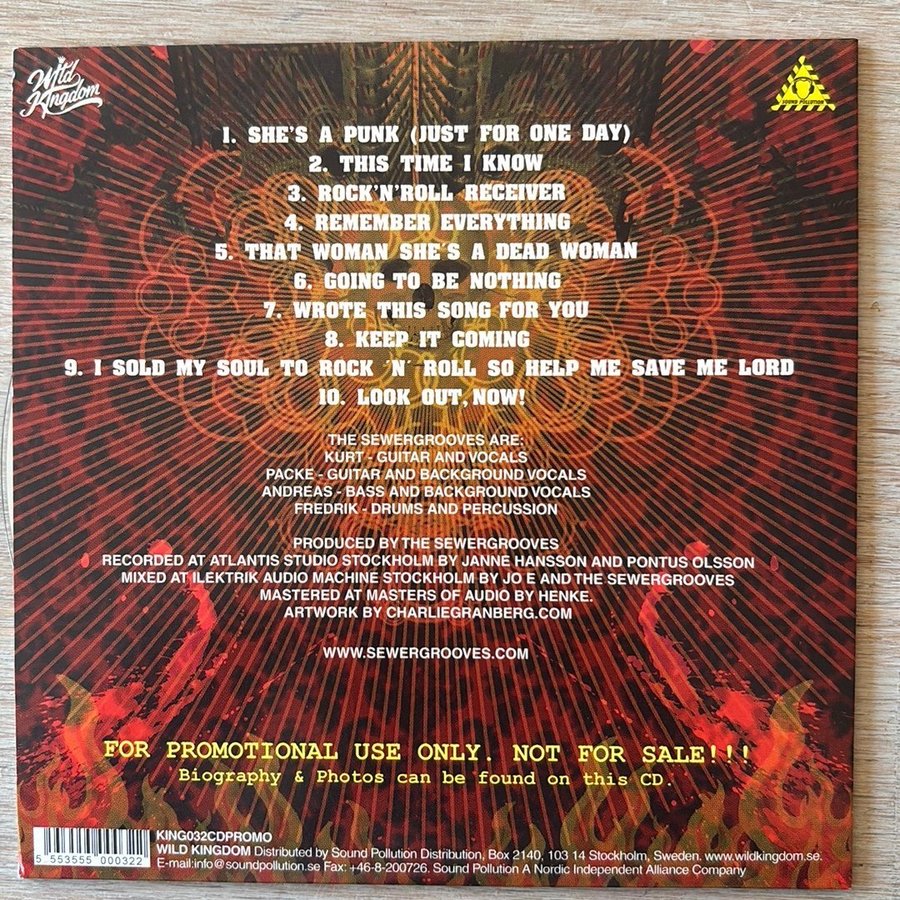 Wild Kingdom
SOUND POLLUTION
1. SHE'S A PUNK (JUST FOR ONE DAY)
2. THIS TIME I KNOW
3. ROCK'N'ROLL RECEIVER
4. REMEMBER EVERYTHING
5. THAT WOMAN SHE'S A DEAD WOMAN
6. GOING TO BE NOTHING
7. WROTE THIS SONG FOR YOU
8. KEEP IT COMING
9. I SOLD MY SOUL TO ROCK 'N' ROLL SO HELP ME SAVE ME LORD
10. LOOK OUT, NOW!
THE SEWERGROOVES ARE:
KURT - GUITAR AND VOCALS
PACKE - GUITAR AND BACKGROUND VOCALS
ANDREAS - BASS AND BACKGROUND VOCALS
FREDRIK - DRUMS AND PERCUSSION
PRODUCED BY THE SEWERGROOVES
RECORDED AT ATLANTIS STUDIO STOCKHOLM BY JANNE HANSSON AND PONTUS OLSSON
MIXED AT ILEKTRIK AUDIO MACHINE STOCKHOLM BY JO E AND THE SEWERGROOVES
MASTERED AT MASTERS OF AUDIO BY HENKE.
ARTWORK BY CHARLIEGRANBERG.COM
WWW.SEWERGROOVES.COM
FOR PROMOTIONAL USE ONLY. NOT FOR SALE!!!
Biography & Photos can be found on this CD.
5 553555 000322
KING032CDPROMO
WILD KINGDOM Distributed by Sound Pollution Distribution, Box 2140, 103 14 Stockholm, Sweden. www.wildkingdom.se.
E-mail:info@soundpollution.se Fax: +46-8-200726. Sound Pollution A Nordic Independent Alliance Company